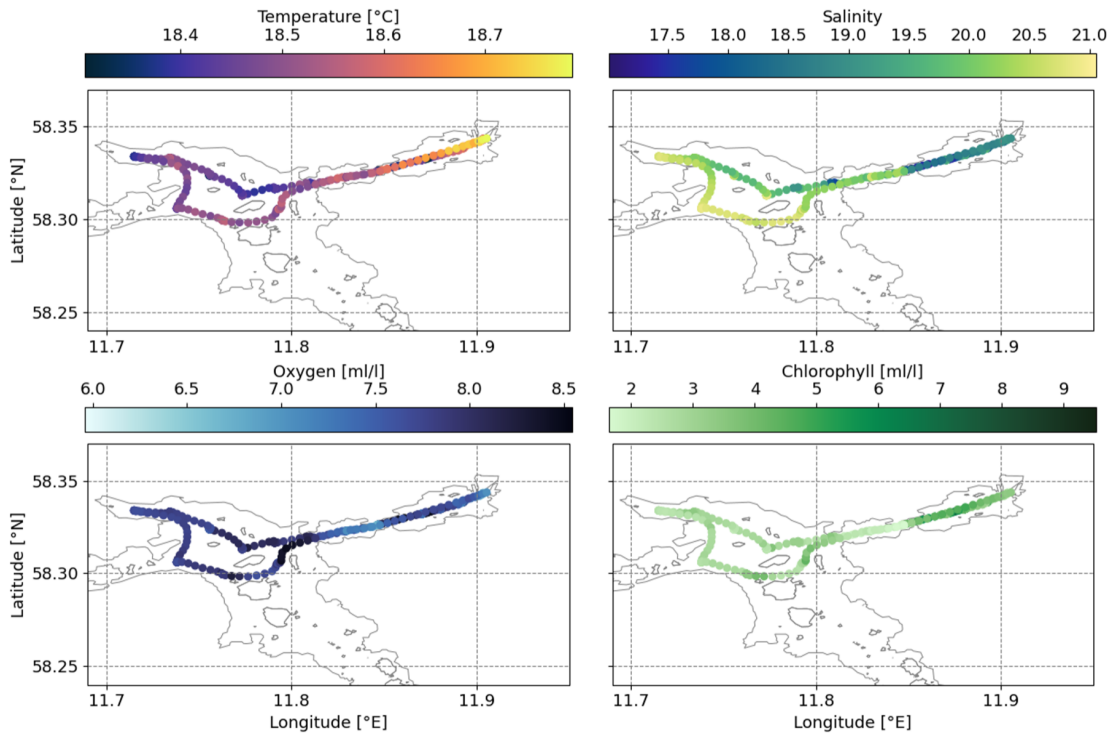 Temperature [°C]
18.4 18.5 18.6 18.7
Salinity
17.5 18.0 18.5 19.0 19.5 20.0 20.5 21.0
58.35
58.30
58.25
Latitude [°N]
11.7 11.8 11.9
11.7 11.8 11.9
Oxygen [ml/l]
6.0 6.5 7.0 7.5 8.0 8.5
Chlorophyll [ml/l]
2 3 4 5 6 7 8 9
58.35
58.30
58.25
Latitude [°N]
11.7 11.8 11.9
Longitude [°E]
11.7 11.8 11.9
Longitude [°E]